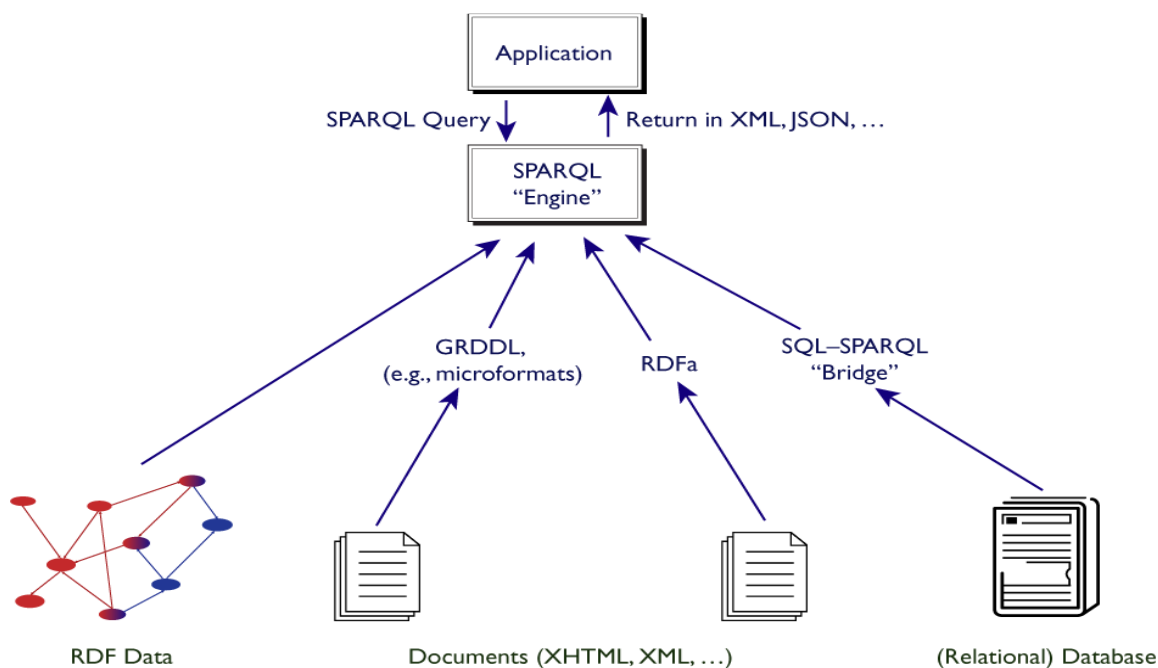 Application
SPARQL Query
Return in XML, JSON, …
SPARQL
“Engine”
GRDDL,
(e.g., microformats)
RDFa
SQL–SPARQL
“Bridge”
RDF Data
Documents (XHTML, XML, …)
(Relational) Database